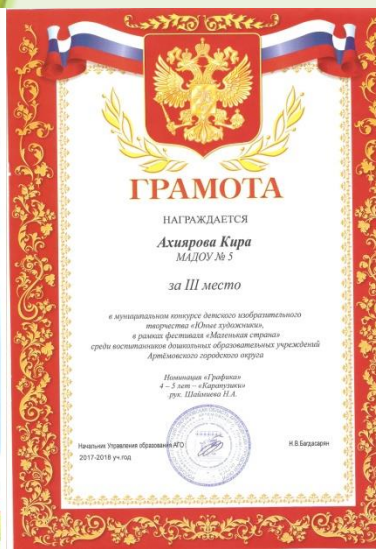 ГРАМОТА
НАГРАЖДАЕТСЯ
Ахиярова Кира
МАДОУ № 5
за III место
в муниципальном конкурсе детского изобразительного
творчества «Юные художники»,
в рамках фестиваля «Маленькая страна»
среди воспитанников дошкольных образовательных учреждений
Артёмовского городского округа
Номинация «Графика»
4 – 5 лет – «Карапузики»
рук. Шайхиева Н.А.
Начальник Управления образования АГО
Н.В.Багдасарян
2017-2018 уч.год